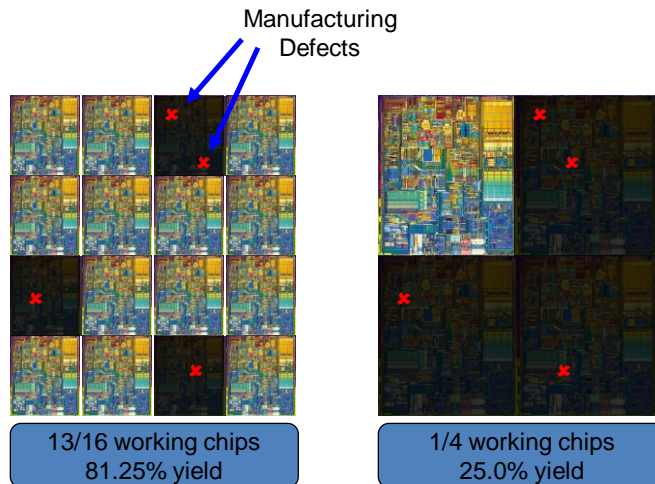 Manufacturing
Defects
13/16 working chips
81.25% yield
1/4 working chips
25.0% yield